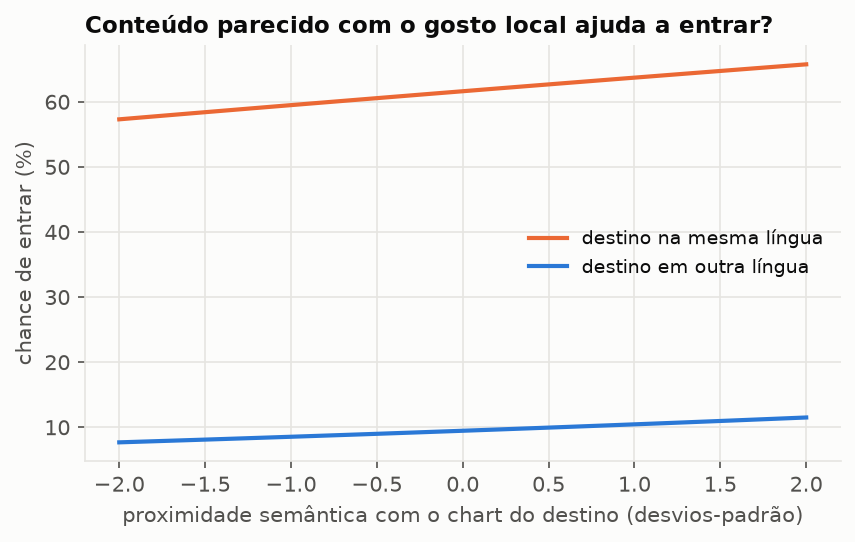 Conteúdo parecido com o gosto local ajuda a entrar?
chance de entrar (%)
60
50
40
30
20
10
destino na mesma língua
destino em outra língua
−2.0 −1.5 −1.0 −0.5 0.0 0.5 1.0 1.5 2.0
proximidade semântica com o chart do destino (desvios-padrão)